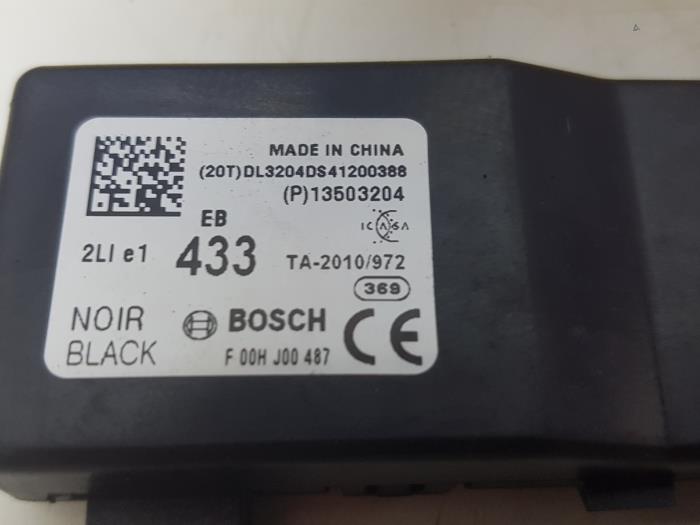 MADE IN CHINA
(20T)DL3204DS41200388
(P)13503204
EB
ICASA
2LI e1 433 TA-2010/972
369
NOIR
BLACK
BOSCH
CE
F 00H J00 487